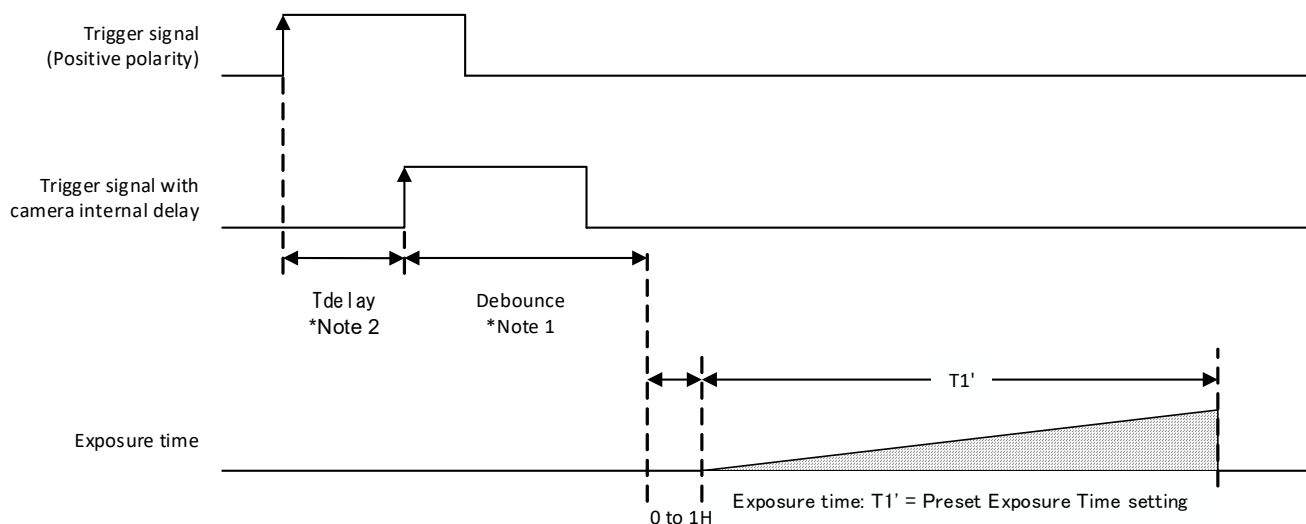 Trigger signal
(Positive polarity)
Trigger signal with
camera internal delay
Tdelay
*Note 2
Debounce
*Note 1
T1'
Exposure time
0 to 1H
Exposure time: T1' = Preset Exposure Time setting